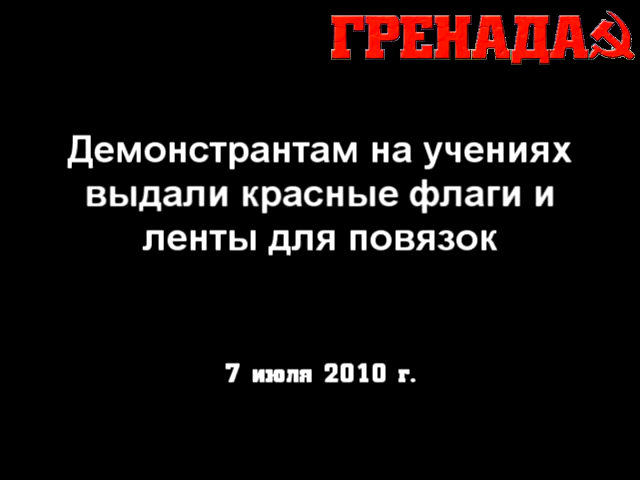 ГРЕНАДА
Демонстрантам на учениях
выдали красные флаги и
ленты для повязок
7 июля 2010 г.